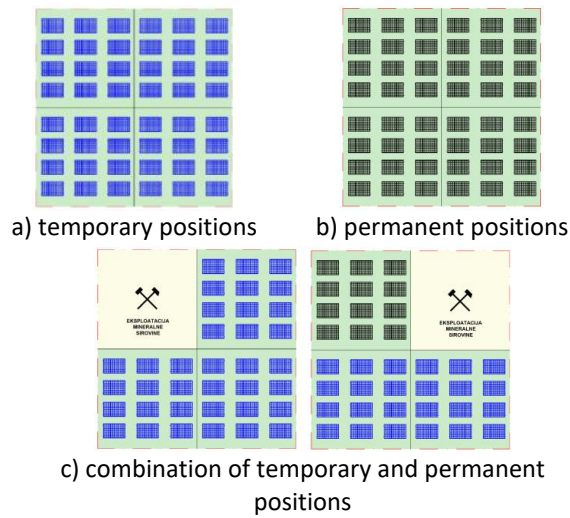 a) temporary positions
b) permanent positions
EKSPLOATACIJA
MINERALNE
SIROVINE
EKSPLOATACIJA
MINERALNE
SIROVINE
c) combination of temporary and permanent
positions